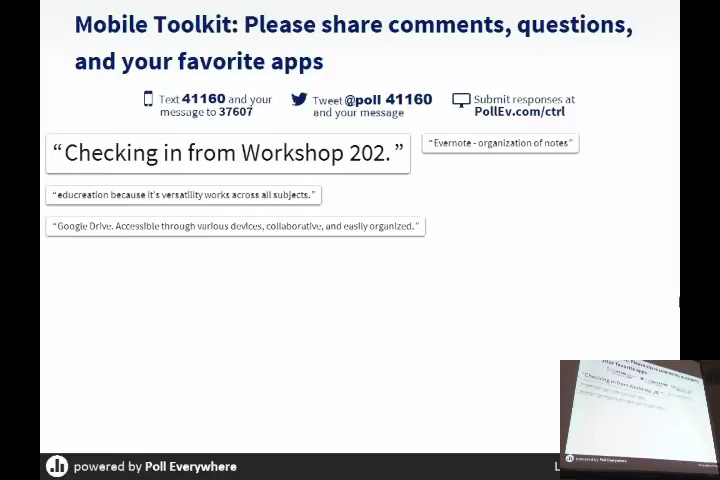 Mobile Toolkit: Please share comments, questions,
and your favorite apps
Text 41160 and your
message to 37607
Tweet @poll 41160
and your message
Submit responses at
PollEv.com/ctrl
“Checking in from Workshop 202.”
“Evernote - organization of notes”
“educreation because it's versatility works across all subjects.”
“Google Drive. Accessible through various devices, collaborative, and easily organized.”
powered by Poll Everywhere